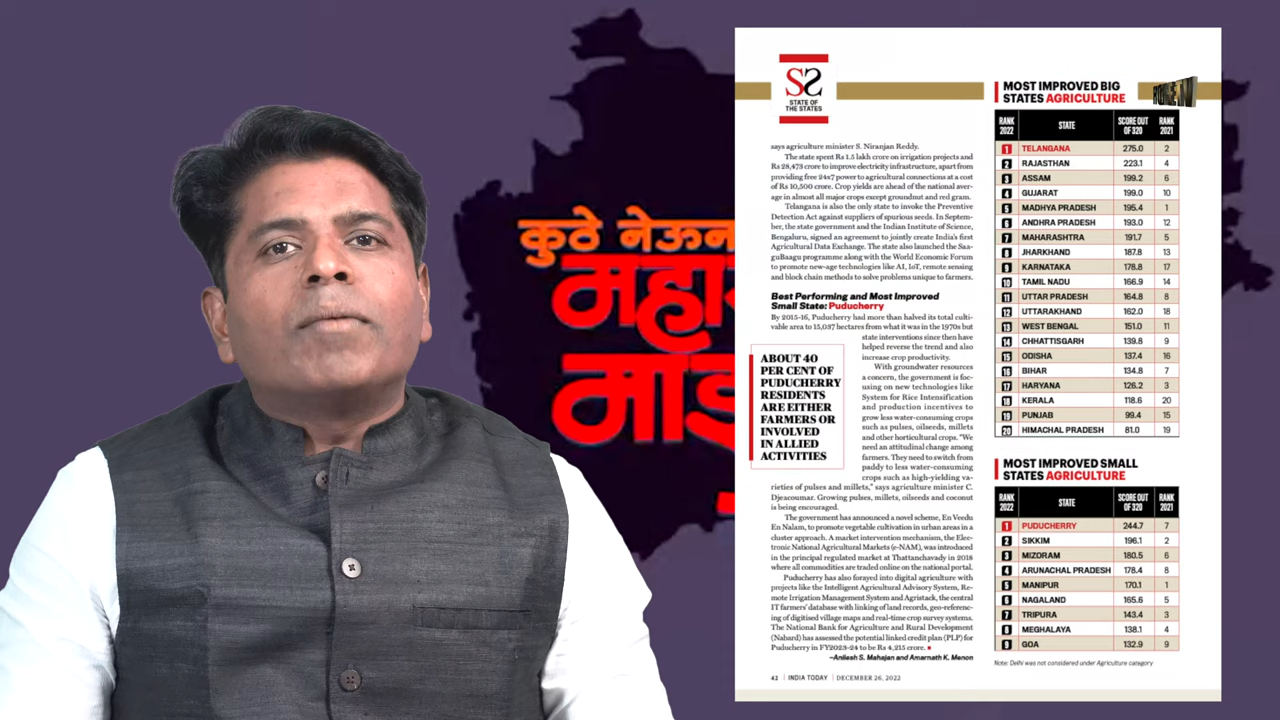 कुठे नेऊन
महा
माझ
SS
STATE OF
THE STATES
says agriculture minister S. Niranjan Reddy.
The state spent Rs 1.5 lakh crore on irrigation projects and
Rs 28,473 crore to improve electricity infrastructure, apart from
providing free 24x7 power to agricultural connections at a cost
of Rs 10,500 crore. Crop yields are ahead of the national aver-
age in almost all major crops except groundnut and red gram.
Telangana is also the only state to invoke the Preventive
Detection Act against suppliers of spurious seeds. In Septem-
ber, the state government and the Indian Institute of Science,
Bengaluru, signed an agreement to jointly create India's first
Agricultural Data Exchange. The state also launched the Saa-
guBaagu programme along with the World Economic Forum
to promote new-age technologies like AI, IoT, remote sensing
and block chain methods to solve problems unique to farmers.
Best Performing and Most Improved
Small State: Puducherry
By 2015-16, Puducherry had more than halved its total culti-
vable area to 15,037 hectares from what it was in the 1970s but
state interventions since then have
helped reverse the trend and also
increase crop productivity.
With groundwater resources
a concern, the government is foc-
using on new technologies like
System for Rice Intensification
and production incentives to
grow less water-consuming crops
such as pulses, oilseeds, millets
and other horticultural crops. "We
need an attitudinal change among
farmers. They need to switch from
paddy to less water-consuming
crops such as high-yielding va-
rieties of pulses and millets," says agriculture minister C.
Djeacoumar. Growing pulses, millets, oilseeds and coconut
is being encouraged.
The government has announced a novel scheme, En Veedu
En Nalam, to promote vegetable cultivation in urban areas in a
cluster approach. A market intervention mechanism, the Elec-
tronic National Agricultural Markets (e-NAM), was introduced
in the principal regulated market at Thattanchavady in 2018
where all commodities are traded online on the national portal.
Puducherry has also forayed into digital agriculture with
projects like the Intelligent Agricultural Advisory System, Re-
mote Irrigation Management System and Agristack, the central
IT farmers' database with linking of land records, geo-referenc-
ing of digitised village maps and real-time crop survey systems.
The National Bank for Agriculture and Rural Development
(Nabard) has assessed the potential linked credit plan (PLP) for
Puducherry in FY2023-24 to be Rs 4,215 crore.
–Anilesh S. Mahajan and Amarnath K. Menon
ABOUT 40
PER CENT OF
PUDUCHERRY
RESIDENTS
ARE EITHER
FARMERS OR
INVOLVED
IN ALLIED
ACTIVITIES
42 | INDIA TODAY | DECEMBER 26, 2022
MOST IMPROVED BIG
STATES AGRICULTURE
RANK 2022 STATE SCORE OUT OF 320 RANK 2021
1 TELANGANA 275.0 2
2 RAJASTHAN 223.1 4
3 ASSAM 199.2 6
4 GUJARAT 199.0 10
5 MADHYA PRADESH 195.4 1
6 ANDHRA PRADESH 193.0 12
7 MAHARASHTRA 191.7 5
8 JHARKHAND 187.8 13
9 KARNATAKA 178.8 17
10 TAMIL NADU 166.9 14
11 UTTAR PRADESH 164.8 8
12 UTTARAKHAND 162.0 18
13 WEST BENGAL 151.0 11
14 CHHATTISGARH 139.8 9
15 ODISHA 137.4 16
16 BIHAR 134.8 7
17 HARYANA 126.2 3
18 KERALA 118.6 20
19 PUNJAB 99.4 15
20 HIMACHAL PRADESH 81.0 19
MOST IMPROVED SMALL
STATES AGRICULTURE
RANK 2022 STATE SCORE OUT OF 320 RANK 2021
1 PUDUCHERRY 244.7 7
2 SIKKIM 196.1 2
3 MIZORAM 180.5 6
4 ARUNACHAL PRADESH 178.4 8
5 MANIPUR 170.1 1
6 NAGALAND 165.6 5
7 TRIPURA 143.4 3
8 MEGHALAYA 138.1 4
9 GOA 132.9 9
Note: Delhi was not considered under Agriculture category